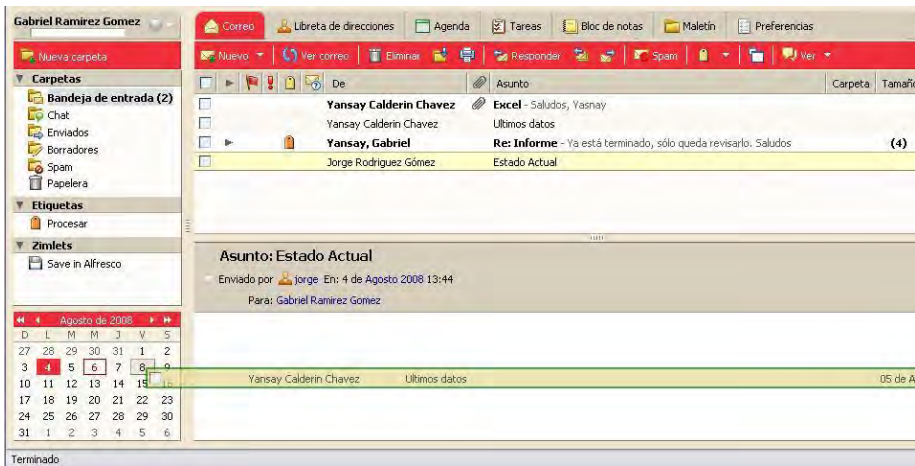 Gabriel Ramirez Gomez
Correo Libreta de direcciones Agenda Tareas Bloc de notas Maletín Preferencias
Nueva carpeta
Nuevo Ver correo Eliminar Responder Spam Ver
Carpetas
De Asunto Carpeta Tamañ
Bandeja de entrada (2)
Chat
Enviados
Borradores
Spam
Papelera
Etiquetas
Procesar
Zimlets
Save in Alfresco
Yansay Calderin Chavez Excel - Saludos, Yasnay
Yansay Calderin Chavez Ultimos datos
Yansay, Gabriel Re: Informe - Ya está terminado, sólo queda revisarlo. Saludos (4)
Jorge Rodriguez Gómez Estado Actual
Asunto: Estado Actual
Enviado por jorge En: 4 de Agosto 2008 13:44
Para: Gabriel Ramirez Gomez
Agosto de 2008
D L M M J V S
27 28 29 30 31 1 2
3 4 5 6 7 8 9
10 11 12 13 14 15 16
17 18 19 20 21 22 23
24 25 26 27 28 29 30
31 1 2 3 4 5 6
Yansay Calderin Chavez Ultimos datos 05 de A
Terminado